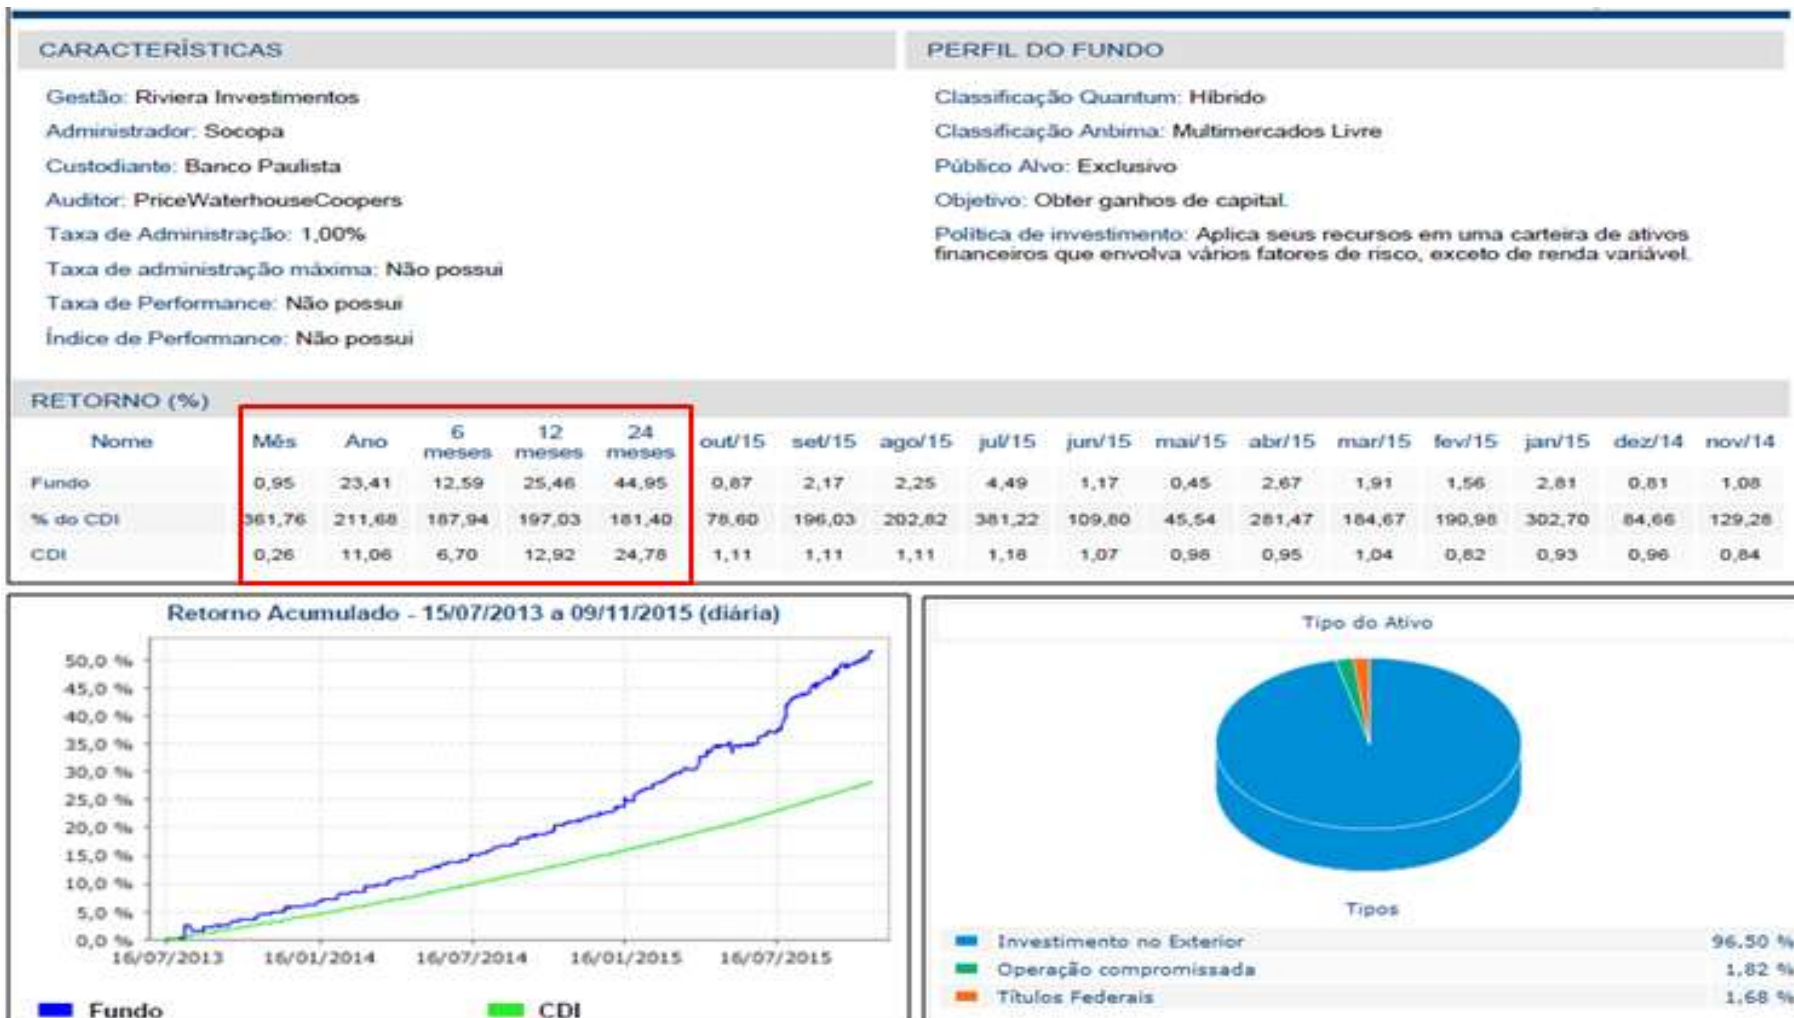 CARACTERÍSTICAS
Gestão: Riviera Investimentos
Administrador: Socopa
Custodiante: Banco Paulista
Auditor: PriceWaterhouseCoopers
Taxa de Administração: 1,00%
Taxa de administração máxima: Não possui
Taxa de Performance: Não possui
Índice de Performance: Não possui
PERFIL DO FUNDO
Classificação Quantum: Híbrido
Classificação Anbima: Multimercados Livre
Público Alvo: Exclusivo
Objetivo: Obter ganhos de capital.
Política de investimento: Aplica seus recursos em uma carteira de ativos
financeiros que envolva vários fatores de risco, exceto de renda variável.
RETORNO (%)
Nome Mês Ano 6 meses 12 meses 24 meses out/15 set/15 ago/15 jul/15 jun/15 mai/15 abr/15 mar/15 fev/15 jan/15 dez/14 nov/14
Fundo 0,95 23,41 12,59 25,46 44,95 0,87 2,17 2,25 4,49 1,17 0,45 2,67 1,91 1,56 2,81 0,81 1,08
% do CDI 361,76 211,68 187,94 197,03 181,40 78,60 196,03 202,82 381,22 109,80 45,54 281,47 184,67 190,98 302,70 84,66 129,28
CDI 0,26 11,06 6,70 12,92 24,78 1,11 1,11 1,11 1,18 1,07 0,98 0,95 1,04 0,82 0,93 0,96 0,84
Retorno Acumulado - 15/07/2013 a 09/11/2015 (diária)
50,0 %
45,0 %
40,0 %
35,0 %
30,0 %
25,0 %
20,0 %
15,0 %
10,0 %
5,0 %
0,0 %
16/07/2013 16/01/2014 16/07/2014 16/01/2015 16/07/2015
Fundo CDI
Tipo do Ativo
Tipos
Investimento no Exterior 96,50 %
Operação compromissada 1,82 %
Títulos Federais 1,68 %